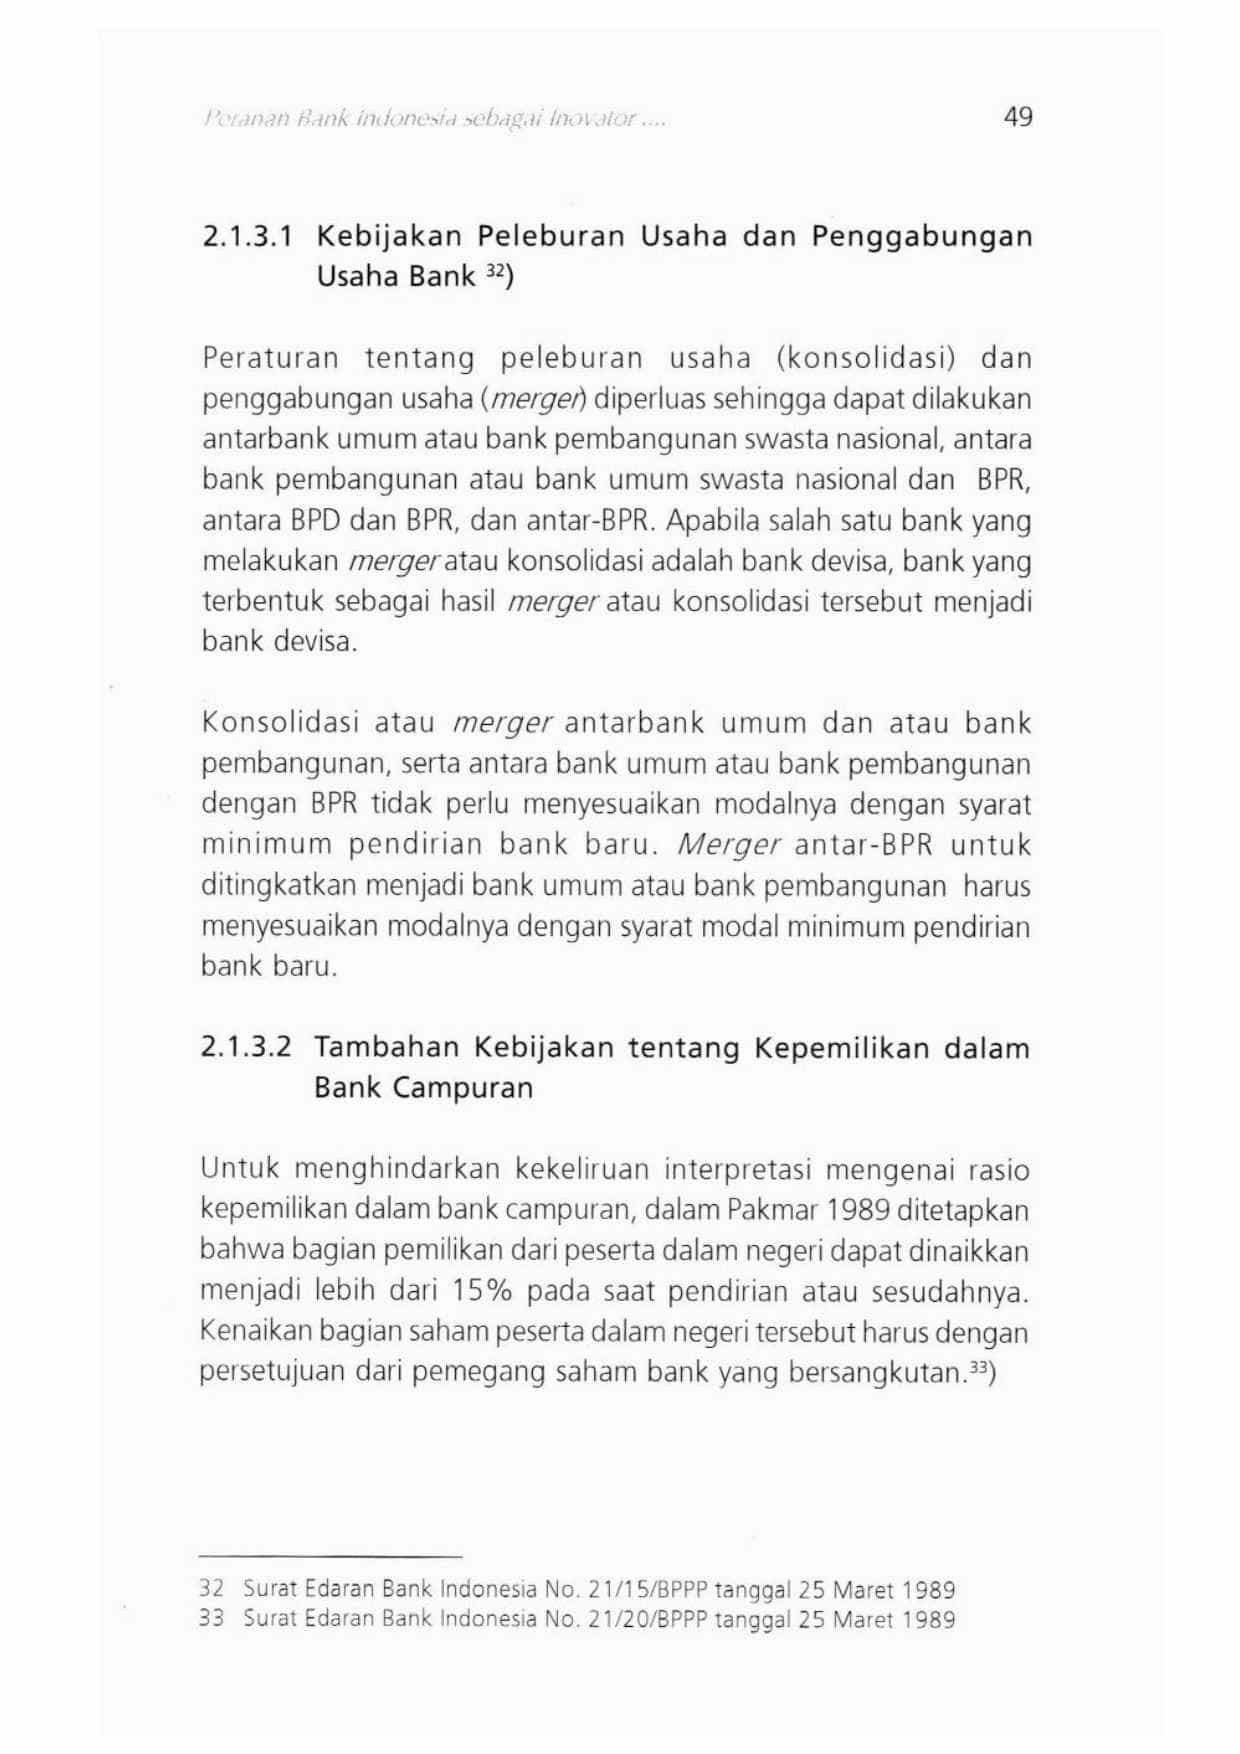 Peranan Bank indonesia sebagai Inovator ....
49
2.1.3.1 Kebijakan Peleburan Usaha dan Penggabungan
Usaha Bank 32)
Peraturan tentang peleburan usaha (konsolidasi) dan
penggabungan usaha (merger) diperluas sehingga dapat dilakukan
antarbank umum atau bank pembangunan swasta nasional, antara
bank pembangunan atau bank umum swasta nasional dan BPR,
antara BPD dan BPR, dan antar-BPR. Apabila salah satu bank yang
melakukan merger atau konsolidasi adalah bank devisa, bank yang
terbentuk sebagai hasil merger atau konsolidasi tersebut menjadi
bank devisa.
Konsolidasi atau merger antarbank umum dan atau bank
pembangunan, serta antara bank umum atau bank pembangunan
dengan BPR tidak perlu menyesuaikan modalnya dengan syarat
minimum pendirian bank baru. Merger antar-BPR untuk
ditingkatkan menjadi bank umum atau bank pembangunan harus
menyesuaikan modalnya dengan syarat modal minimum pendirian
bank baru.
2.1.3.2 Tambahan Kebijakan tentang Kepemilikan dalam
Bank Campuran
Untuk menghindarkan kekeliruan interpretasi mengenai rasio
kepemilikan dalam bank campuran, dalam Pakmar 1989 ditetapkan
bahwa bagian pemilikan dari peserta dalam negeri dapat dinaikkan
menjadi lebih dari 15% pada saat pendirian atau sesudahnya.
Kenaikan bagian saham peserta dalam negeri tersebut harus dengan
persetujuan dari pemegang saham bank yang bersangkutan.33)
32 Surat Edaran Bank Indonesia No. 21/15/BPPP tanggal 25 Maret 1989
33 Surat Edaran Bank Indonesia No. 21/20/BPPP tanggal 25 Maret 1989